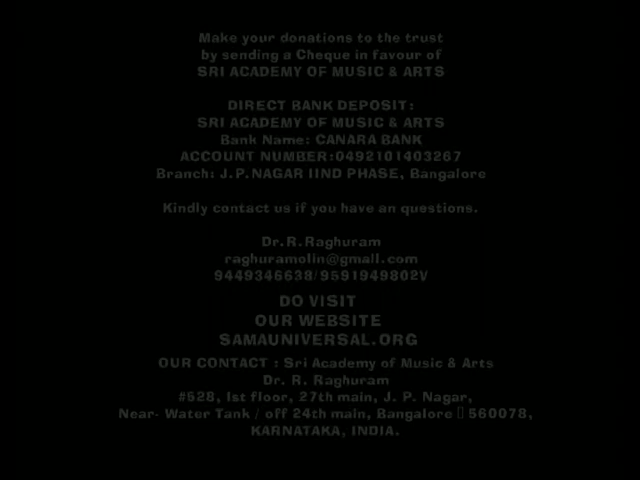 Make your donations to the trust
by sending a Cheque in favour of
SRI ACADEMY OF MUSIC & ARTS
DIRECT BANK DEPOSIT:
SRI ACADEMY OF MUSIC & ARTS
Bank Name: CANARA BANK
ACCOUNT NUMBER:0492101403267
Branch: J.P.NAGAR IIND PHASE, Bangalore
Kindly contact us if you have an questions.
Dr.R.Raghuram
raghuramolin@gmail.com
9449346638/9591949802V
DO VISIT
OUR WEBSITE
SAMAUNIVERSAL.ORG
OUR CONTACT : Sri Academy of Music & Arts
Dr. R. Raghuram
#528, Ist floor, 27th main, J. P. Nagar,
Near- Water Tank / off 24th main, Bangalore 560078,
KARNATAKA, INDIA.